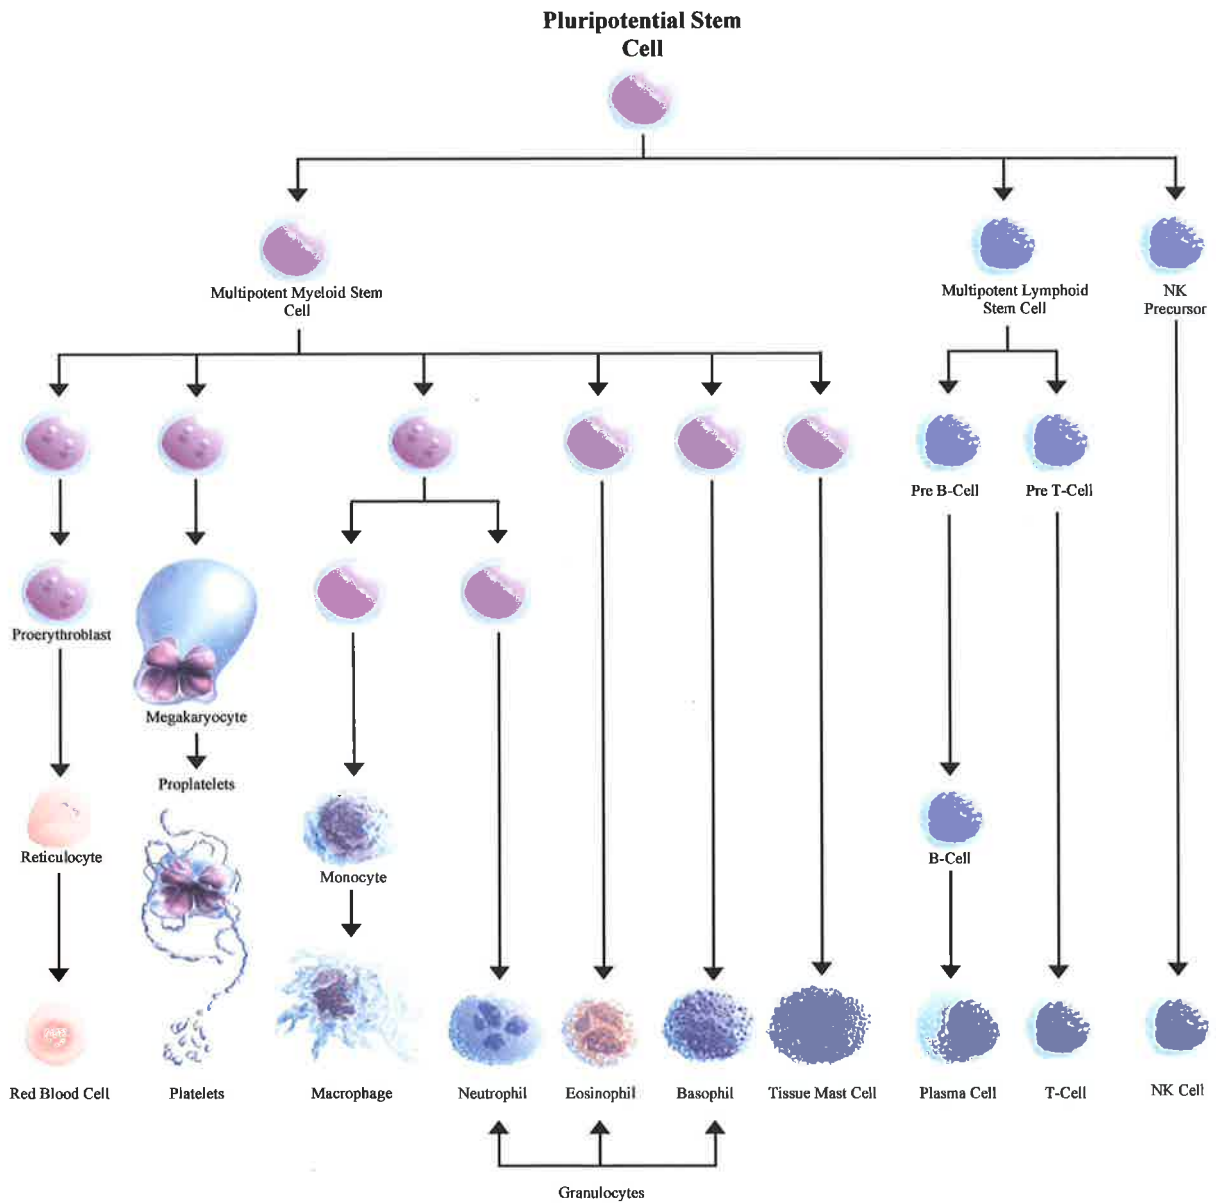 Pluripotential Stem
Cell
Multipotent Myeloid Stem
Cell
Multipotent Lymphoid
Stem Cell
NK
Precursor
Pre B-Cell
Pre T-Cell
Proerythroblast
Megakaryocyte
Proplatelets
Reticulocyte
Monocyte
B-Cell
Red Blood Cell
Platelets
Macrophage
Neutrophil
Eosinophil
Basophil
Tissue Mast Cell
Plasma Cell
T-Cell
NK Cell
Granulocytes